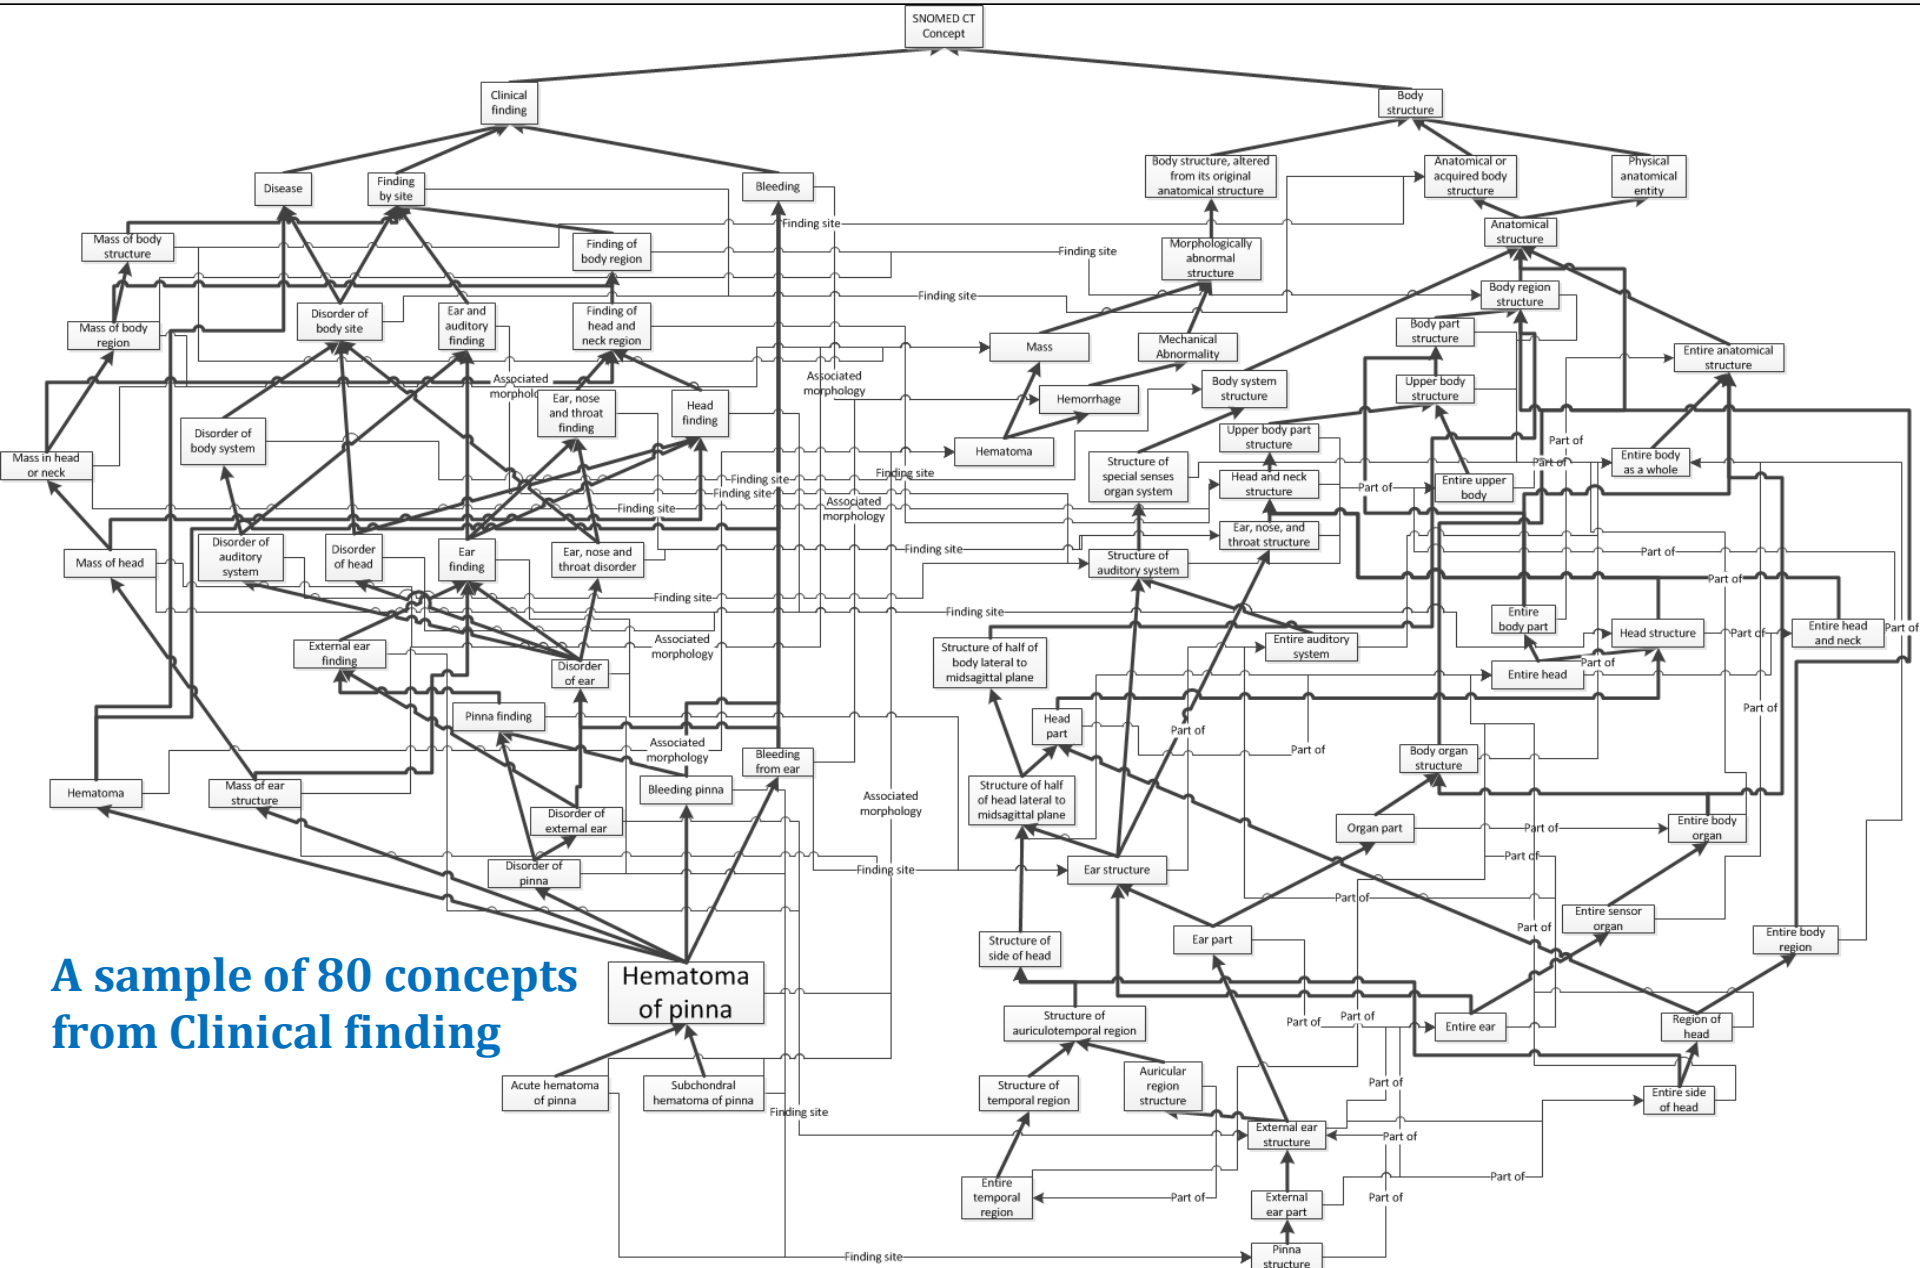 SNOMED CT
Concept
Clinical
finding
Body
structure
Disease
Finding
by site
Bleeding
Body structure, altered
from its original
anatomical structure
Anatomical or
acquired body
structure
Physical
anatomical
entity
Finding site
Anatomical
structure
Mass of body
structure
Finding of
body region
Finding site
Morphologically
abnormal
structure
Finding site
Body region
structure
Mass of body
region
Disorder of
body site
Ear and
auditory
finding
Finding of
head and
neck region
Body part
structure
Mass
Mechanical
Abnormality
Entire anatomical
structure
Associated
morpholo
Associated
morphology
Body system
structure
Upper body
structure
Ear, nose
and throat
finding
Head
finding
Hemorrhage
Disorder of
body system
Upper body part
structure
Part of
Hematoma
Mass in head
or neck
Finding site
Finding site
Finding site
Structure of
special senses
organ system
Head and neck
structure
Part of
Part of
Entire upper
body
Entire body
as a whole
Finding site
Associated
morphology
Ear, nose, and
throat structure
Mass of head
Disorder of
auditory
system
Disorder
of head
Ear
finding
Ear, nose and
throat disorder
Finding site
Structure of
auditory system
Part of
Part of
Finding site
Finding site
Entire
body part
Head structure
Part of
Entire head
and neck
Part of
External ear
finding
Associated
morphology
Structure of half of
body lateral to
midsagittal plane
Entire auditory
system
Disorder
of ear
Entire head
Part of
Pinna finding
Head
part
Part of
Part of
Part of
Associated
morphology
Bleeding
from ear
Body organ
structure
Hematoma
Mass of ear
structure
Bleeding pinna
Associated
morphology
Structure of half
of head lateral to
midsagittal plane
Disorder of
external ear
Organ part
Part of
Entire body
organ
Disorder of
pinna
Finding site
Ear structure
Part of
Part of
Entire sensor
organ
Part of
Structure of
side of head
Ear part
Entire body
region
A sample of 80 concepts
from Clinical finding
Hematoma
of pinna
Structure of
auriculotemporal region
Part of
Part of
Entire ear
Region of
head
Acute hematoma
of pinna
Subchondral
hematoma of pinna
Structure of
temporal region
Auricular
region
structure
Part of
Entire side
of head
Finding site
External ear
structure
Part of
Part of
Entire
temporal
region
Part of
External
ear part
Part of
Finding site
Pinna
structure